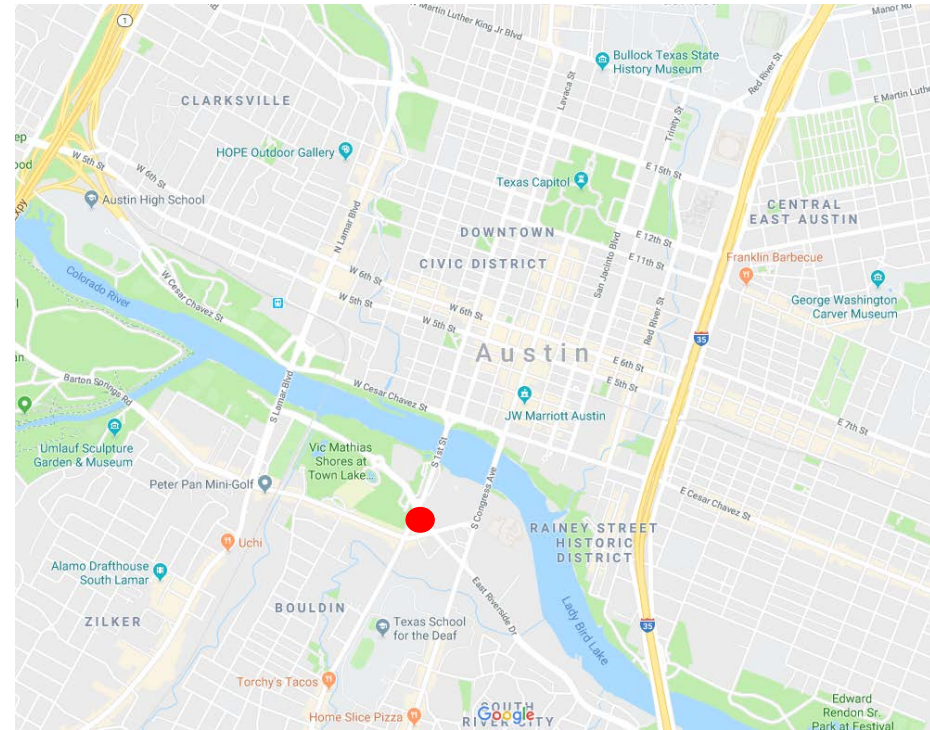 1
W Martin Luther King Jr Blvd
Manor Rd
Bullock Texas State
History Museum
Lavaca St
Red River St
CLARKSVILLE
E Martin Luther
Trinity St
HOPE Outdoor Gallery
W 5th St
W 6th St
E 15th St
Texas Capitol
Austin High School
CENTRAL
EAST AUSTIN
N Lamar Blvd
DOWNTOWN
E 12th St
E 11th St
San Jacinto Blvd
CIVIC DISTRICT
Franklin Barbecue
Colorado River
W 6th St
W Cesar Chavez St
W 5th St
W 6th St
W 5th St
Red River St
George Washington
Carver Museum
35
Austin
E 6th St
E 5th St
Barton Springs Rd
S Lamar Blvd
W Cesar Chavez St
JW Marriott Austin
E 7th St
Umlauf Sculpture
Garden & Museum
Vic Mathias
Shores at
Town Lake...
S 1st St
Peter Pan Mini-Golf
S Congress Ave
E Cesar Chavez St
RAINEY STREET
HISTORIC
DISTRICT
Uchi
Alamo Drafthouse
South Lamar
East Riverside Dr
BOULDIN
Lady Bird Lake
ZILKER
Texas School
for the Deaf
35
Torchy's Tacos
Home Slice Pizza
SOUTH
RIVER CITY
Google
Edward
Rendon Sr.
Park at Festival